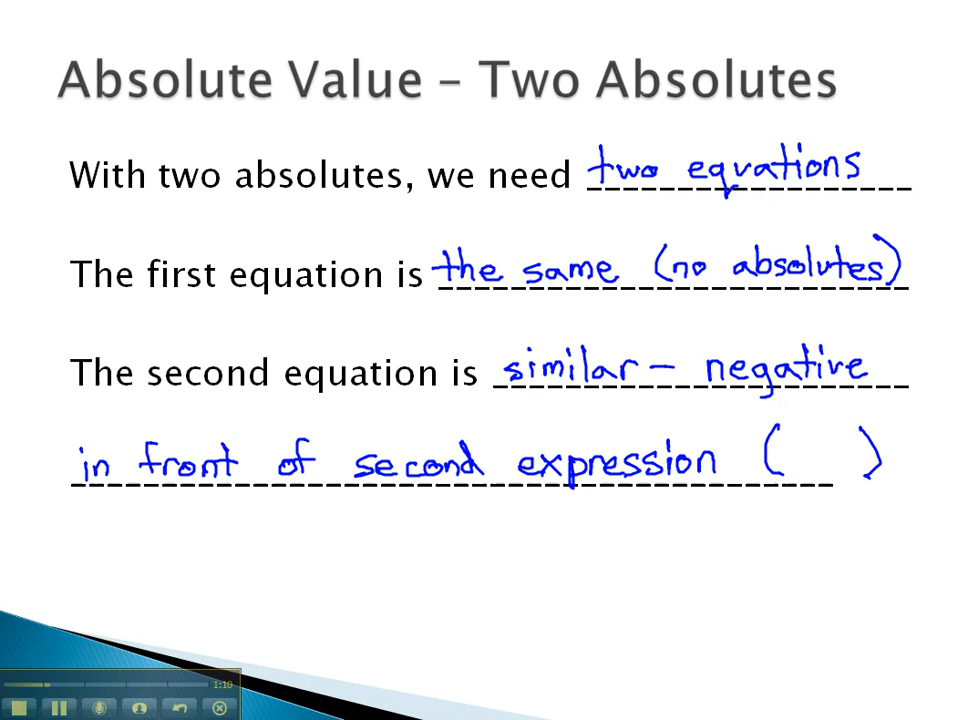 Absolute Value – Two Absolutes
With two absolutes, we need two equations
The first equation is the same (no absolutes)
The second equation is similar – negative
in front of second expression (    )
1:10